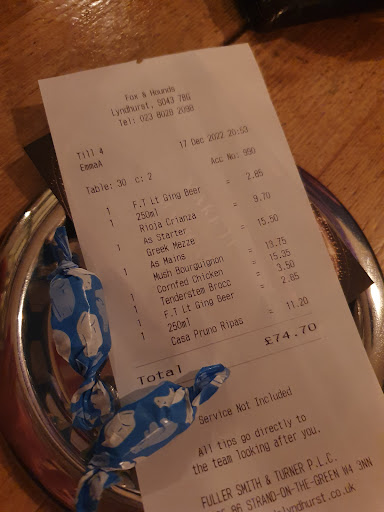 Fox & Hounds
Lyndhurst, SO43 7BG
Tel: 023 8028 2098
Till 4 17 Dec 2022 20:53
EmmaA
Acc No: 990
Table: 30 c: 2
1 F.T Lt Ging Beer = 2.85
250ml
1 Rioja Crianza = 9.70
As Starter
1 Greek Mezze = 15.50
As Mains
1 Mush Bourguignon = 13.75
1 Cornfed Chicken = 15.35
1 Tenderstem Brocc = 3.50
1 F.T Lt Ging Beer = 2.85
250ml
1 Casa Pruno Ripas = 11.20
Total £74.70
Service Not Included
All tips go directly to
the team looking after you.
FULLER SMITH & TURNER P.L.C.
86 STRAND-ON-THE-GREEN W4 3NN